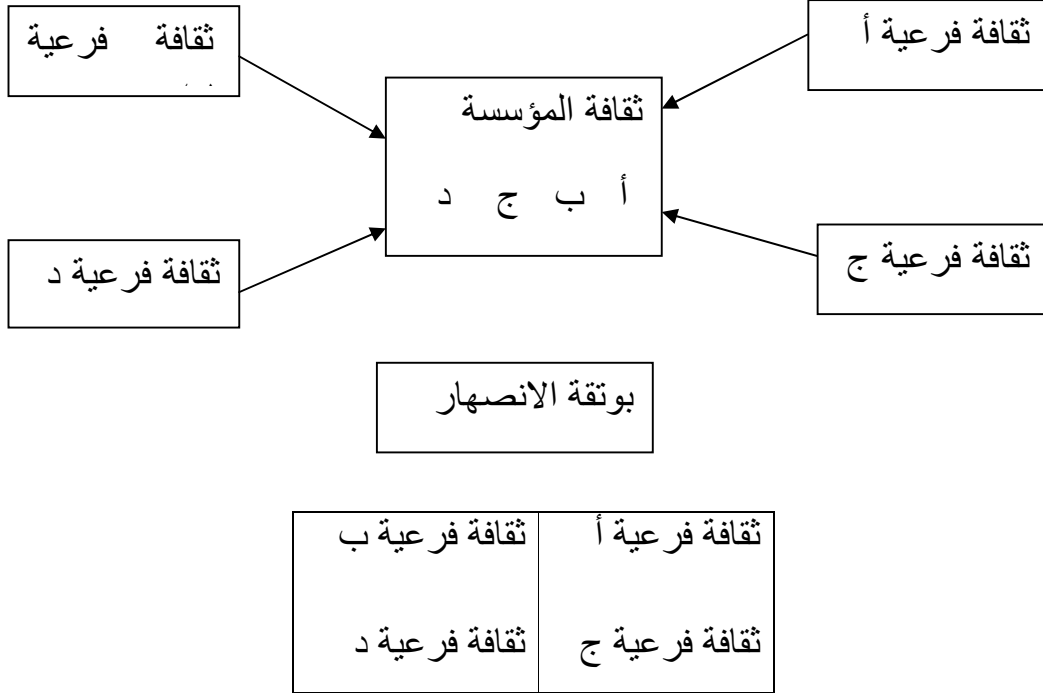 ثقافة فرعية أ
ثقافة فرعية
ثقافة المؤسسة
أ ب ج د
ثقافة فرعية ج
ثقافة فرعية د
بوتقة الانصهار
ثقافة فرعية أ
ثقافة فرعية ب
ثقافة فرعية ج
ثقافة فرعية د